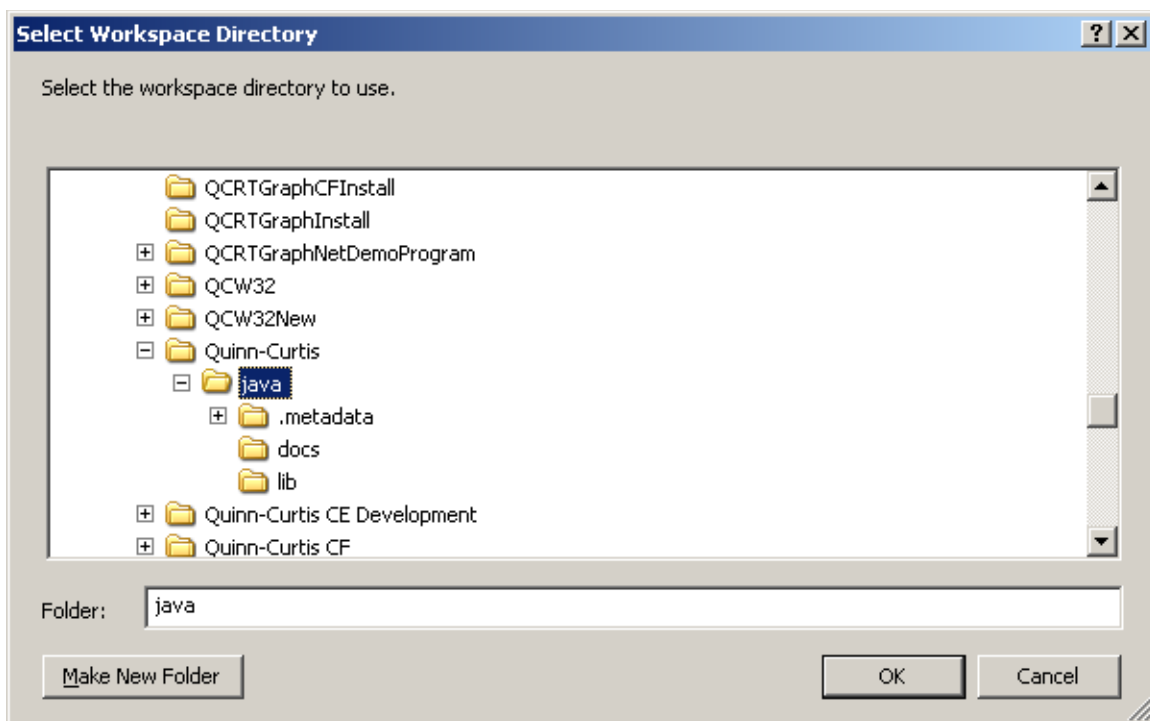 Select Workspace Directory
Select the workspace directory to use.
QCRTGraphCFInstall
QCRTGraphInstall
QCRTGraphNetDemoProgram
QCW32
QCW32New
Quinn-Curtis
java
.metadata
docs
lib
Quinn-Curtis CE Development
Quinn-Curtis CF
Folder: java
Make New Folder OK Cancel